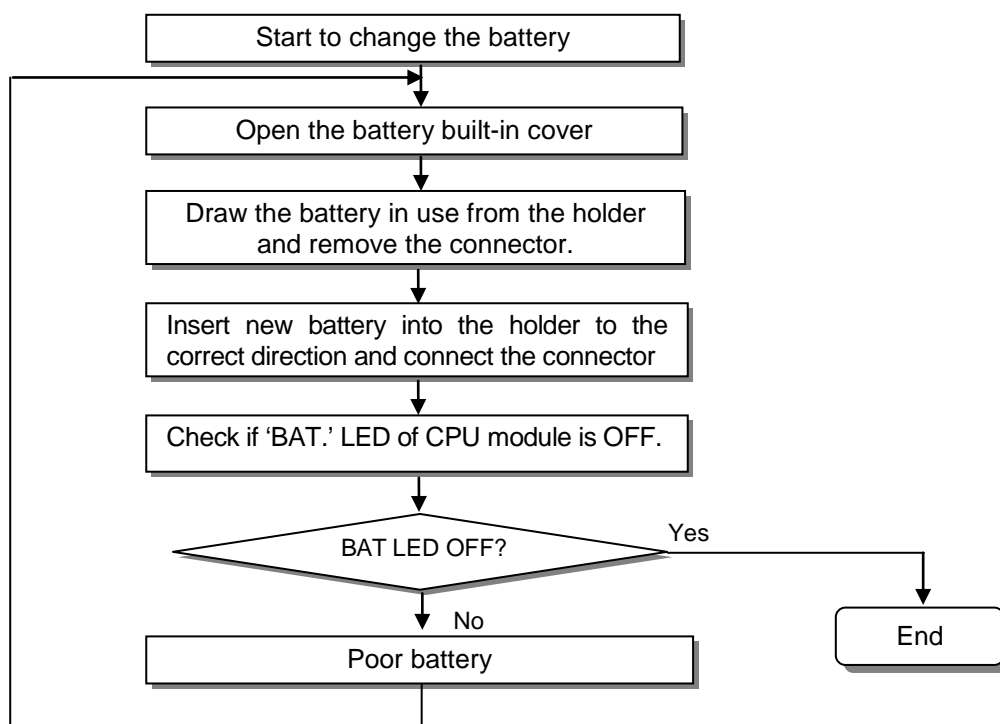 Start to change the battery
Open the battery built-in cover
Draw the battery in use from the holder
and remove the connector.
Insert new battery into the holder to the
correct direction and connect the connector
Check if ‘BAT.’ LED of CPU module is OFF.
BAT LED OFF?
Yes
No
End
Poor battery